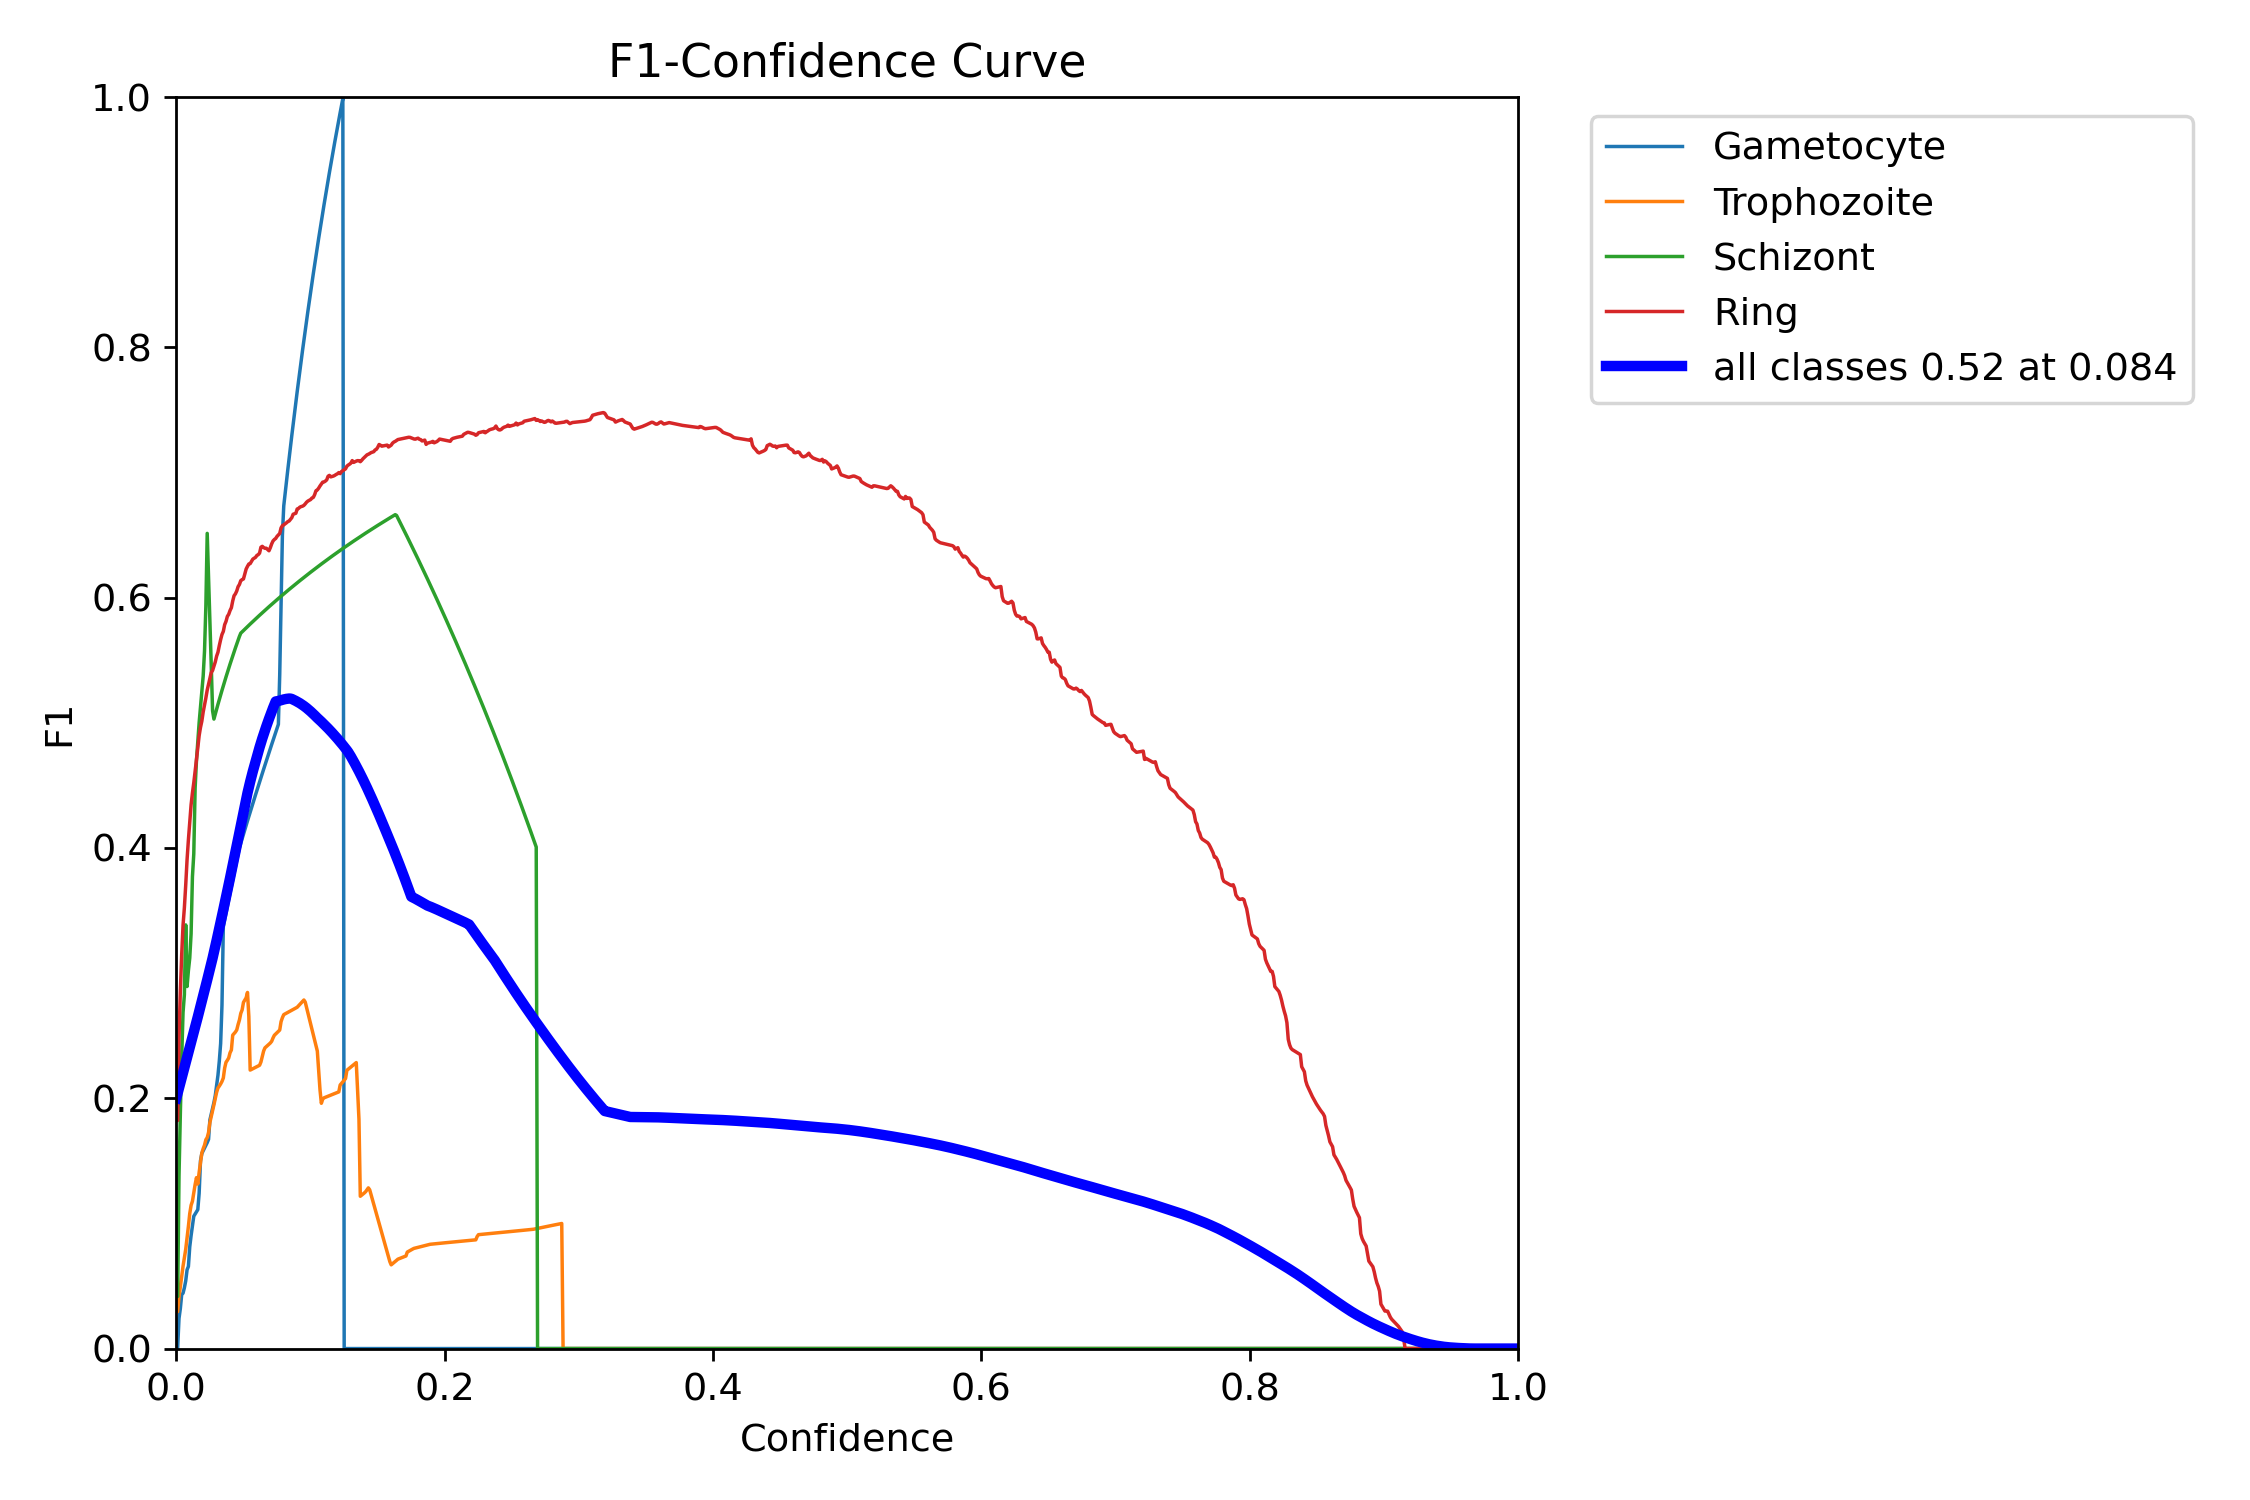 F1-Confidence Curve
1.0
0.8
0.6
0.4
0.2
0.0
F1
0.0 0.2 0.4 0.6 0.8 1.0
Confidence
Gametocyte
Trophozoite
Schizont
Ring
all classes 0.52 at 0.084